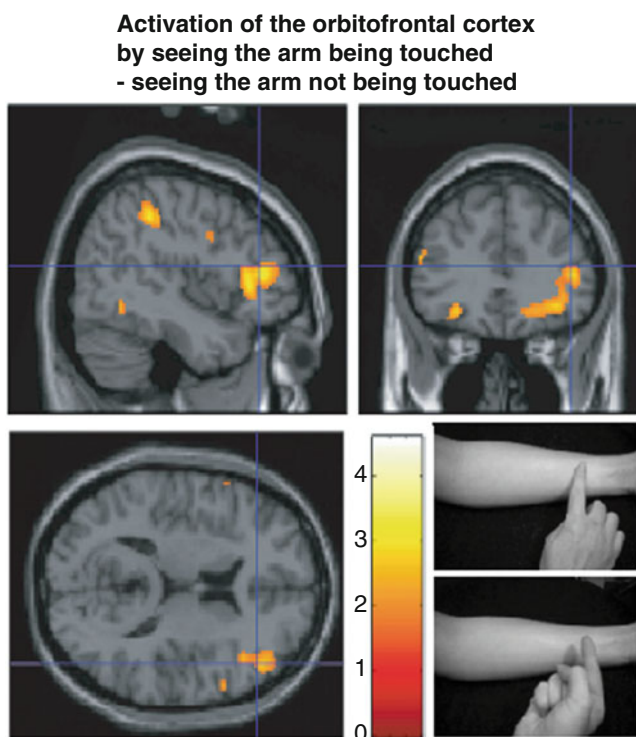 Activation of the orbitofrontal cortex
by seeing the arm being touched
- seeing the arm not being touched
4
3
2
1
0